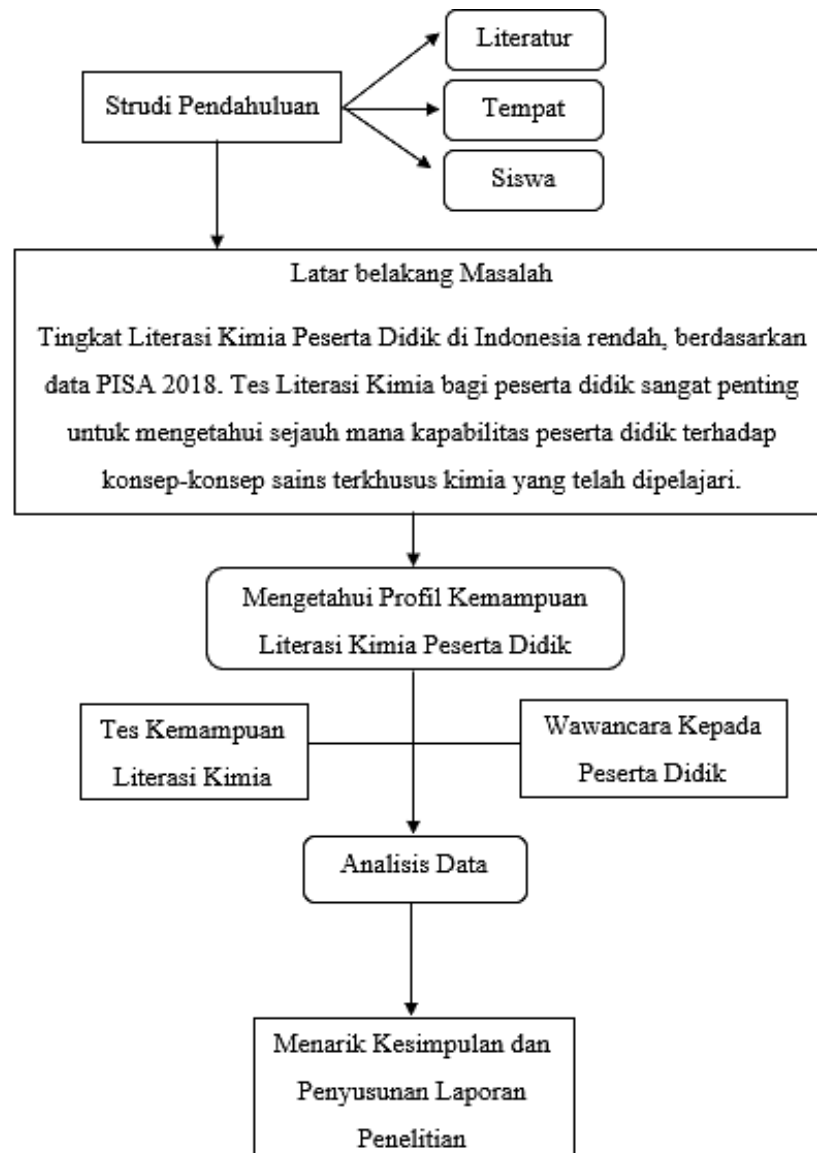 Literatur
Strudi Pendahuluan
Tempat
Siswa
Latar belakang Masalah
Tingkat Literasi Kimia Peserta Didik di Indonesia rendah, berdasarkan
data PISA 2018. Tes Literasi Kimia bagi peserta didik sangat penting
untuk mengetahui sejauh mana kapabilitas peserta didik terhadap
konsep-konsep sains terkhusus kimia yang telah dipelajari.
Mengetahui Profil Kemampuan
Literasi Kimia Peserta Didik
Tes Kemampuan
Literasi Kimia
Wawancara Kepada
Peserta Didik
Analisis Data
Menarik Kesimpulan dan
Penyusunan Laporan
Penelitian